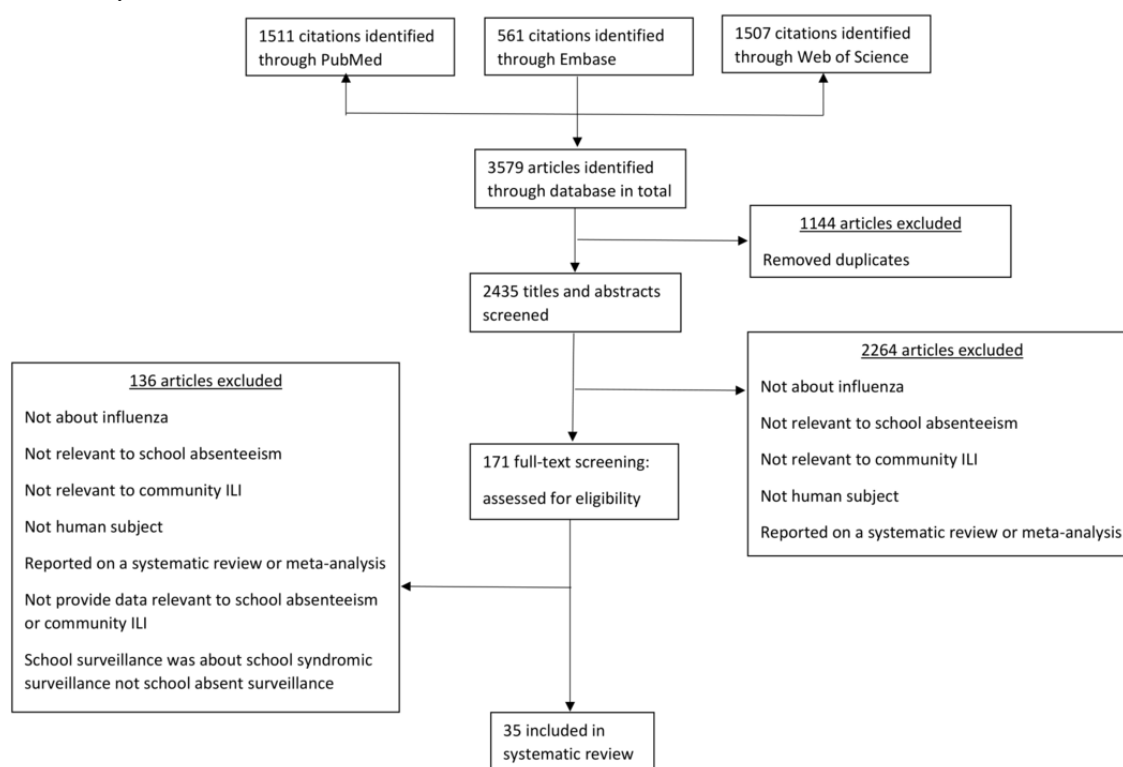 1511 citations identified
through PubMed
561 citations identified
through Embase
1507 citations identified
through Web of Science
3579 articles identified
through database in total
1144 articles excluded
Removed duplicates
2435 titles and abstracts
screened
2264 articles excluded
Not about influenza
Not relevant to school absenteeism
Not relevant to community ILI
Not human subject
Reported on a systematic review or meta-analysis
171 full-text screening:
assessed for eligibility
136 articles excluded
Not about influenza
Not relevant to school absenteeism
Not relevant to community ILI
Not human subject
Reported on a systematic review or meta-analysis
Not provide data relevant to school absenteeism
or community ILI
School surveillance was about school syndromic
surveillance not school absent surveillance
35 included in
systematic review